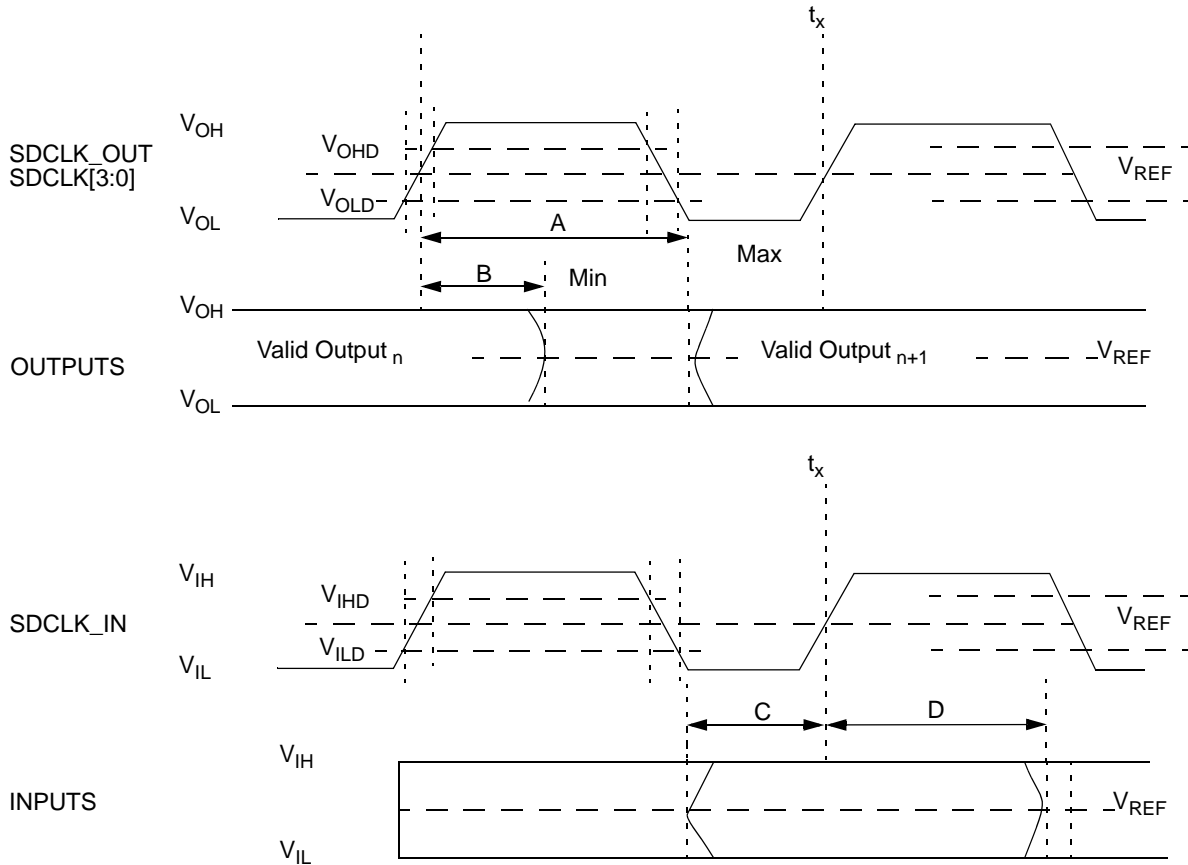 tx
VOH
VOHD
SDCLK_OUT
SDCLK[3:0]
VREF
VOLD
VOL
A
Max
B
Min
VOH
Valid Output n
Valid Output n+1
VREF
OUTPUTS
VOL
tx
VIH
VIHD
SDCLK_IN
VREF
VILD
VIL
C
D
VIH
INPUTS
VREF
VIL